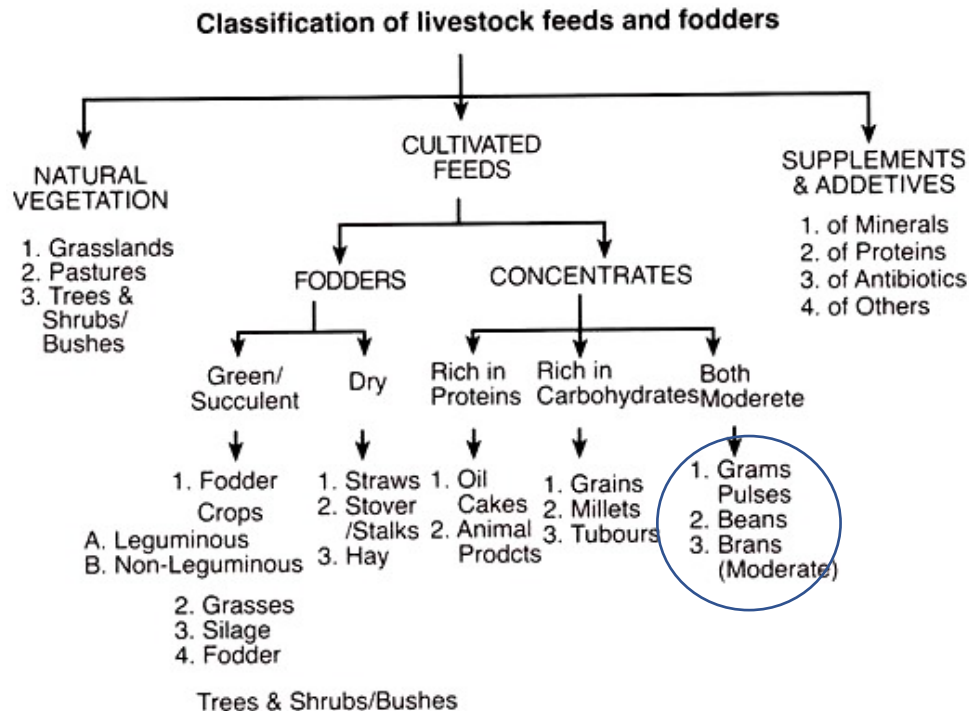 Classification of livestock feeds and fodders
NATURAL
VEGETATION
1. Grasslands
2. Pastures
3. Trees &
Shrubs/
Bushes
CULTIVATED
FEEDS
FODDERS
Green/
Succulent
1. Fodder
Crops
A. Leguminous
B. Non-Leguminous
2. Grasses
3. Silage
4. Fodder
Trees & Shrubs/Bushes
Dry
1. Straws
2. Stover
/Stalks
3. Hay
CONCENTRATES
Rich in
Proteins
1. Oil
Cakes
2. Animal
Prodcts
Rich in
Carbohydrates
1. Grains
2. Millets
3. Tubours
Both
Moderete
1. Grams
Pulses
2. Beans
3. Brans
(Moderate)
SUPPLEMENTS
& ADDETIVES
1. of Minerals
2. of Proteins
3. of Antibiotics
4. of Others